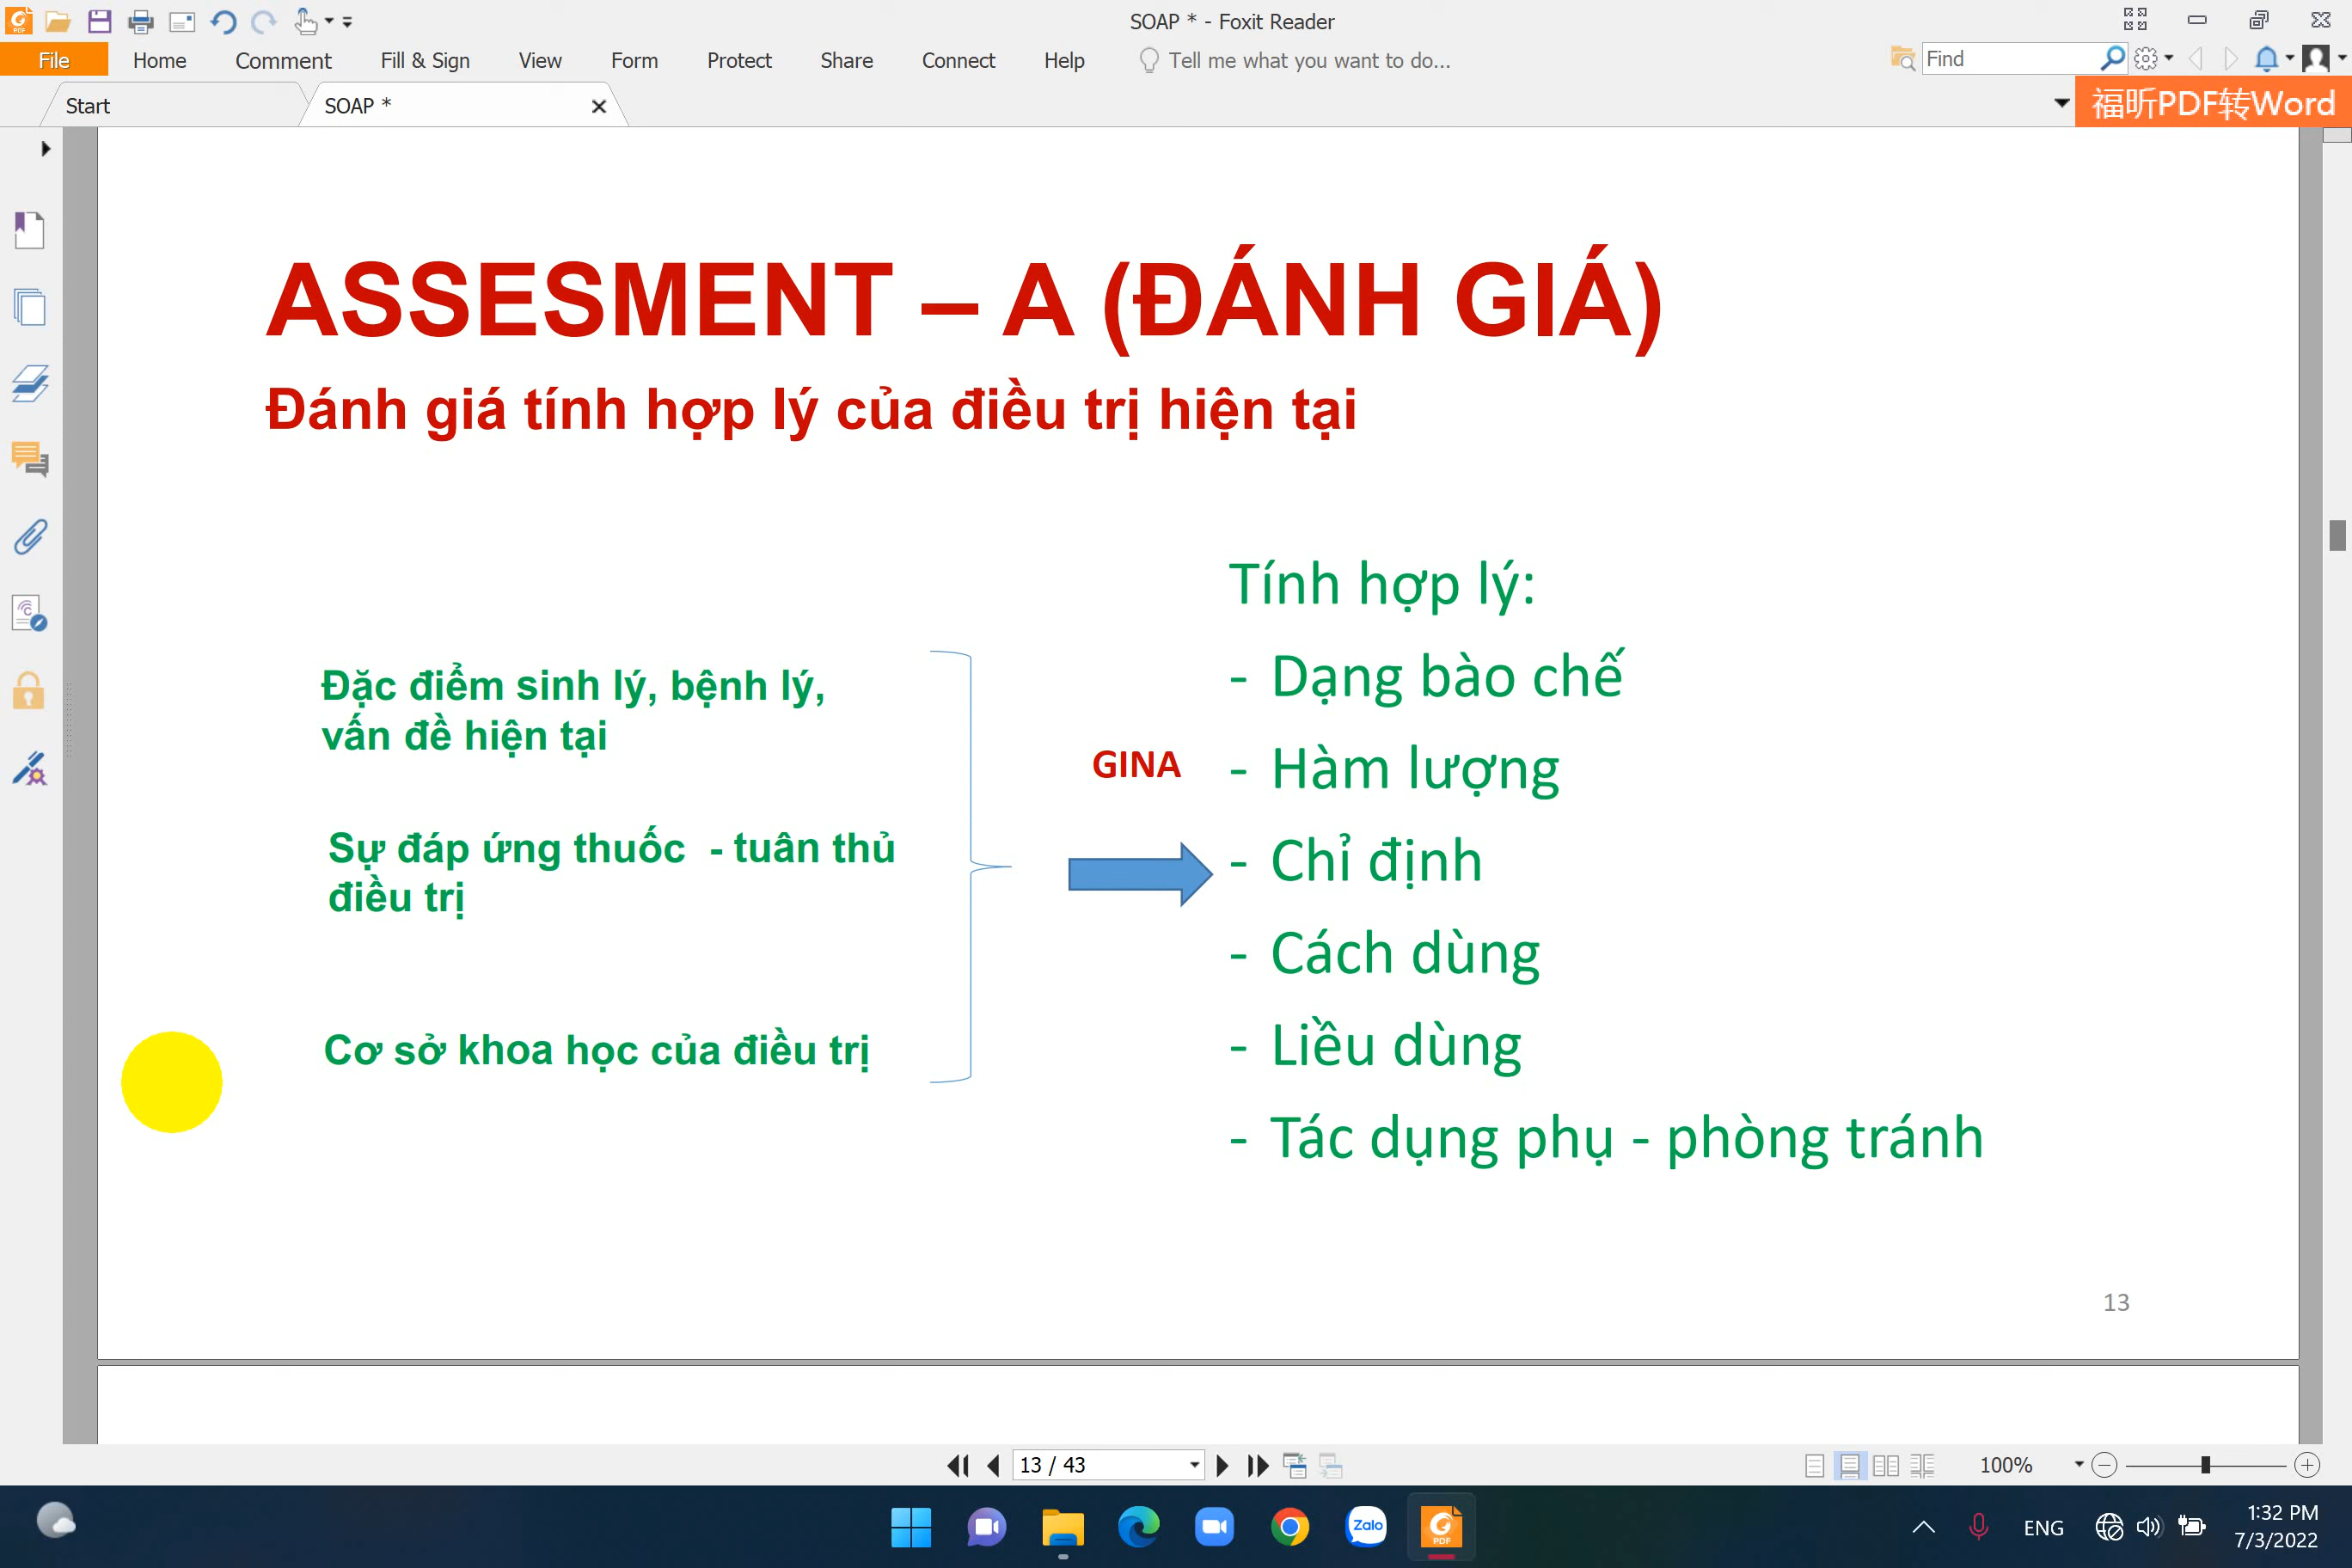 SOAP * - Foxit Reader
File Home Comment Fill & Sign View Form Protect Share Connect Help Tell me what you want to do... Find
Start SOAP * 福昕PDF转Word
ASSESMENT – A (ĐÁNH GIÁ)
Đánh giá tính hợp lý của điều trị hiện tại
Đặc điểm sinh lý, bệnh lý,
vấn đề hiện tại
Sự đáp ứng thuốc - tuân thủ
điều trị
Cơ sở khoa học của điều trị
GINA
Tính hợp lý:
- Dạng bào chế
- Hàm lượng
- Chỉ định
- Cách dùng
- Liều dùng
- Tác dụng phụ - phòng tránh
13
13 / 43 100%
Zalo
PDF
ENG
1:32 PM
7/3/2022